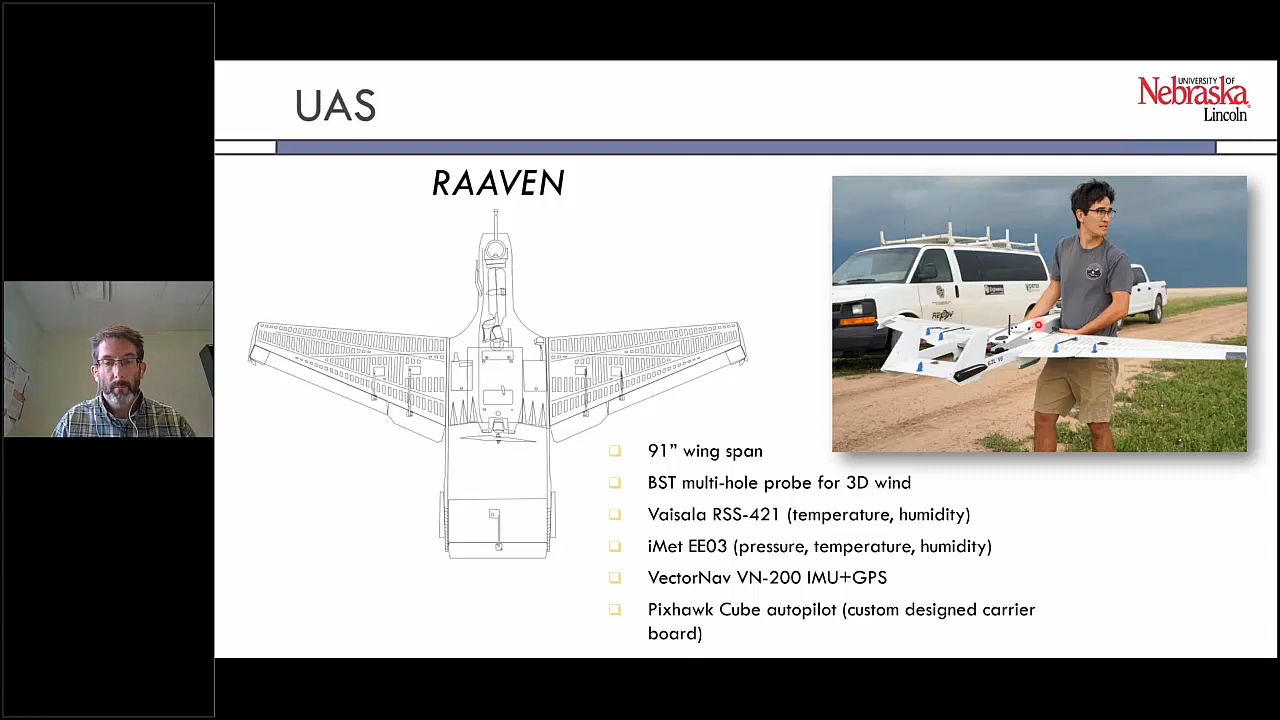 UAS
UNIVERSITY OF
Nebraska
Lincoln
RAAVEN
91” wing span
BST multi-hole probe for 3D wind
Vaisala RSS-421 (temperature, humidity)
iMet EE03 (pressure, temperature, humidity)
VectorNav VN-200 IMU+GPS
Pixhawk Cube autopilot (custom designed carrier
board)